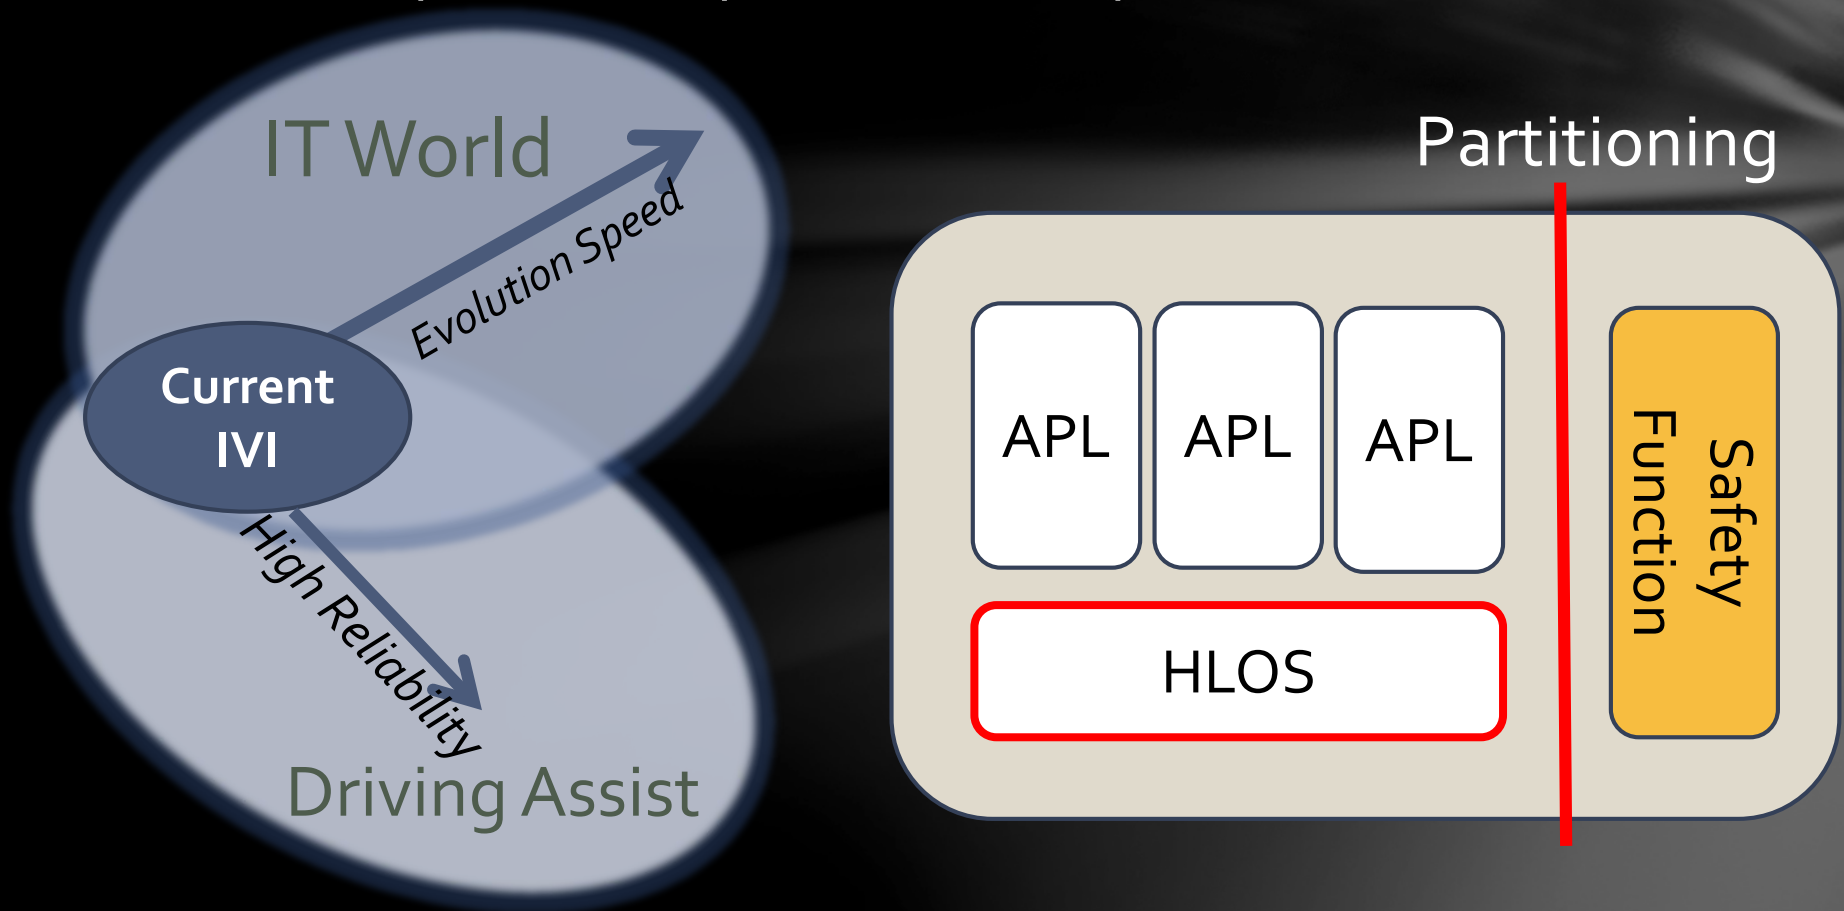 IT World
Evolution Speed
Current
IVI
High Reliability
Driving Assist
Partitioning
APL
APL
APL
HLOS
Safety
Function